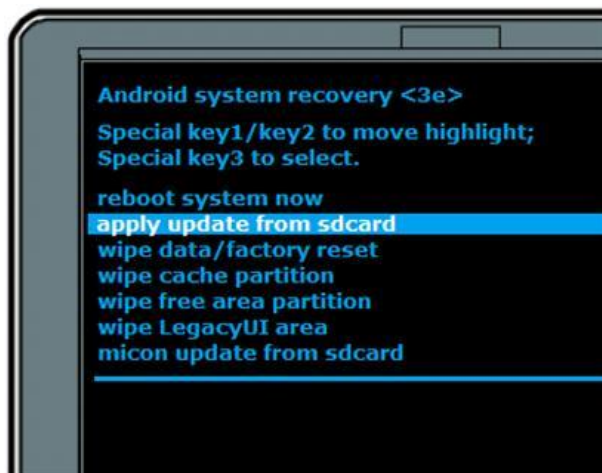 Android system recovery <3e>
Special key1/key2 to move highlight;
Special key3 to select.
reboot system now
apply update from sdcard
wipe data/factory reset
wipe cache partition
wipe free area partition
wipe LegacyUI area
micon update from sdcard